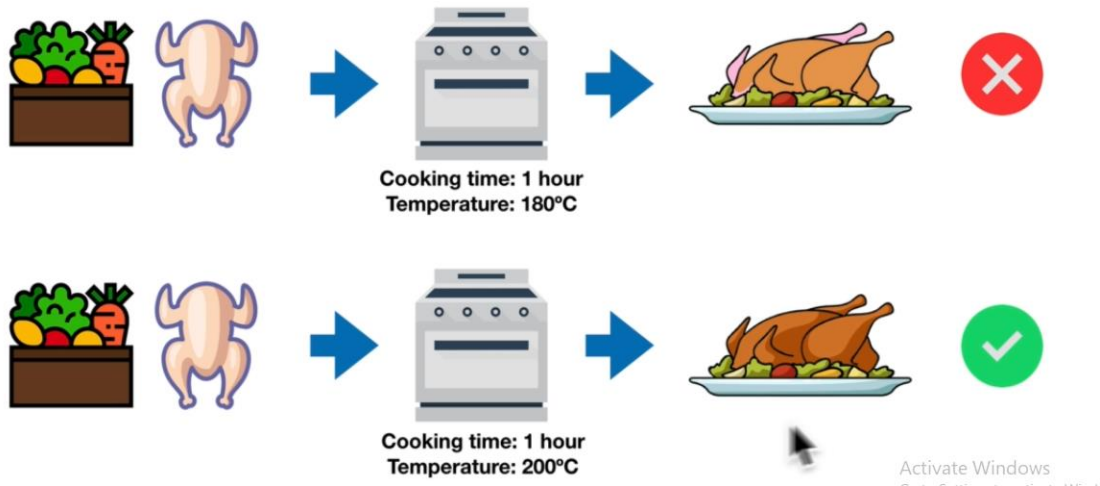 Cooking time: 1 hour
Temperature: 180ºC
Cooking time: 1 hour
Temperature: 200ºC
Activate Windows